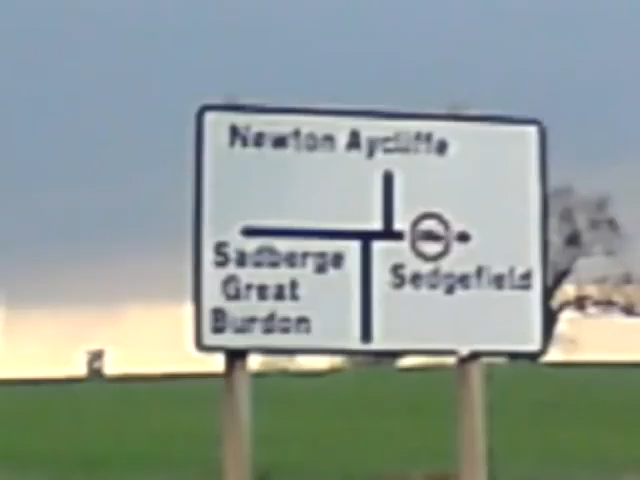 Newton Aycliffe
Sadberge
Great
Burdon
Sedgefield